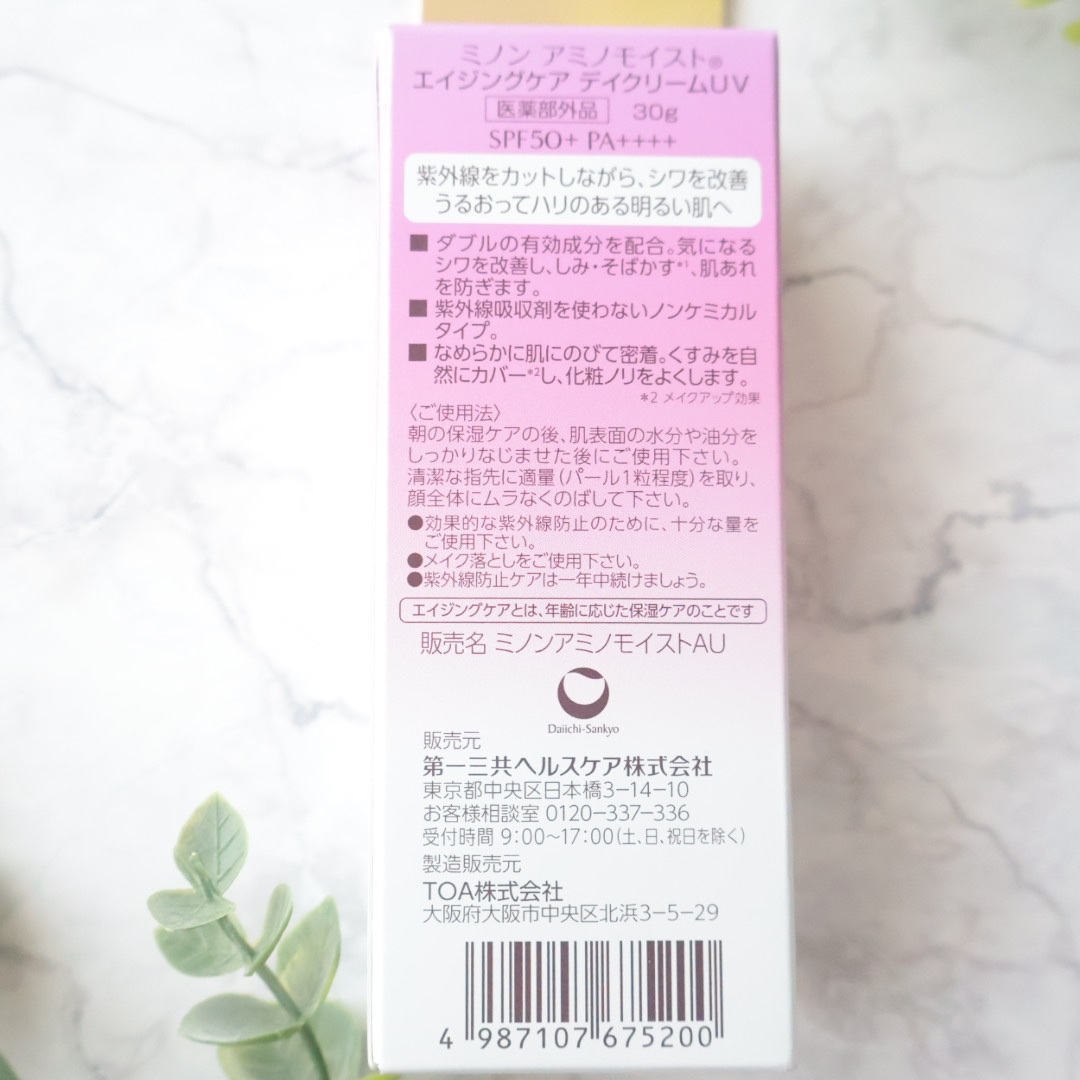 ミノン アミノモイスト®
エイジングケア デイクリームUV
医薬部外品 30g
SPF50+ PA++++
紫外線をカットしながら、シワを改善
うるおってハリのある明るい肌へ
■ ダブルの有効成分を配合。気になる
シワを改善し、しみ・そばかす*1、肌あれ
を防ぎます。
■ 紫外線吸収剤を使わないノンケミカル
タイプ。
■ なめらかに肌にのびて密着。くすみを自
然にカバー*2し、化粧ノリをよくします。
*2 メイクアップ効果
〈ご使用法〉
朝の保湿ケアの後、肌表面の水分や油分を
しっかりなじませた後にご使用下さい。
清潔な指先に適量(パール1粒程度)を取り、
顔全体にムラなくのばして下さい。
●効果的な紫外線防止のために、十分な量を
ご使用下さい。
●メイク落としをご使用下さい。
●紫外線防止ケアは一年中続けましょう。
エイジングケアとは、年齢に応じた保湿ケアのことです
販売名 ミノンアミノモイストAU
Daiichi-Sankyo
販売元
第一三共ヘルスケア株式会社
東京都中央区日本橋3-14-10
お客様相談室 0120-337-336
受付時間 9:00~17:00(土、日、祝日を除く)
製造販売元
TOA株式会社
大阪府大阪市中央区北浜3-5-29
4 987107 675200